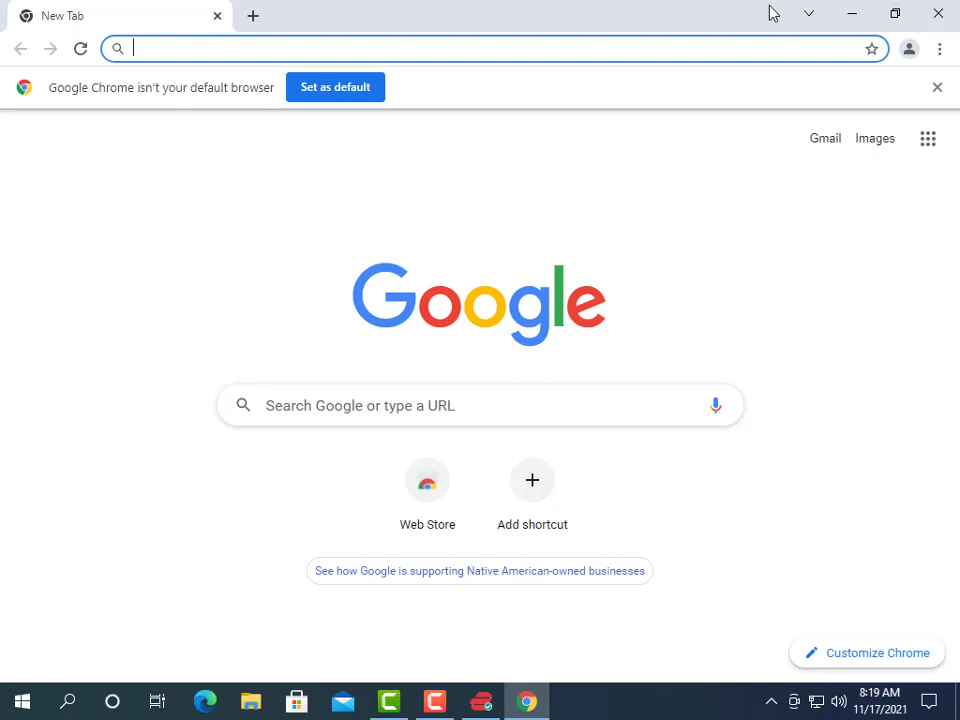 New Tab
Google Chrome isn't your default browser
Set as default
Gmail
Images
Google
Search Google or type a URL
Web Store
Add shortcut
See how Google is supporting Native American-owned businesses
Customize Chrome
8:19 AM
11/17/2021